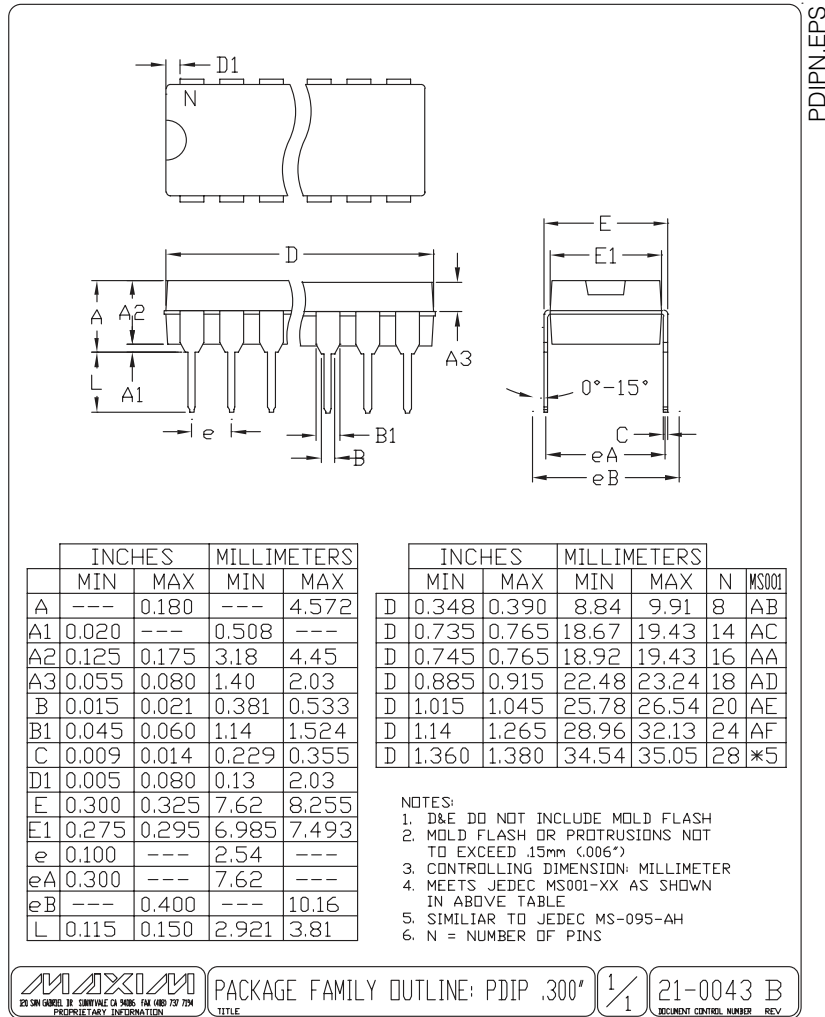 PDIPN.EPS
D1
N
E
D
E1
A
A2
A3
L
A1
0°-15°
e
B1
B
C
eA
eB
INCHES MILLIMETERS
MIN MAX MIN MAX
A --- 0.180 --- 4.572
A1 0.020 --- 0.508 ---
A2 0.125 0.175 3.18 4.45
A3 0.055 0.080 1.40 2.03
B 0.015 0.021 0.381 0.533
B1 0.045 0.060 1.14 1.524
C 0.009 0.014 0.229 0.355
D1 0.005 0.080 0.13 2.03
E 0.300 0.325 7.62 8.255
E1 0.275 0.295 6.985 7.493
e 0.100 --- 2.54 ---
eA 0.300 --- 7.62 ---
eB --- 0.400 --- 10.16
L 0.115 0.150 2.921 3.81
INCHES MILLIMETERS
MIN MAX MIN MAX N MS001
D 0.348 0.390 8.84 9.91 8 AB
D 0.735 0.765 18.67 19.43 14 AC
D 0.745 0.765 18.92 19.43 16 AA
D 0.885 0.915 22.48 23.24 18 AD
D 1.015 1.045 25.78 26.54 20 AE
D 1.14 1.265 28.96 32.13 24 AF
D 1.360 1.380 34.54 35.05 28 *5
NOTES:
1. D&E DO NOT INCLUDE MOLD FLASH
2. MOLD FLASH OR PROTRUSIONS NOT
TO EXCEED .15mm (.006")
3. CONTROLLING DIMENSION: MILLIMETER
4. MEETS JEDEC MS001-XX AS SHOWN
IN ABOVE TABLE
5. SIMILIAR TO JEDEC MS-095-AH
6. N = NUMBER OF PINS
MAXIM
120 SAN GABRIEL DR SUNNYVALE CA 94086 FAX (408) 737 7194
PROPRIETARY INFORMATION
PACKAGE FAMILY OUTLINE: PDIP .300"
TITLE
1/1
21-0043 B
DOCUMENT CONTROL NUMBER REV